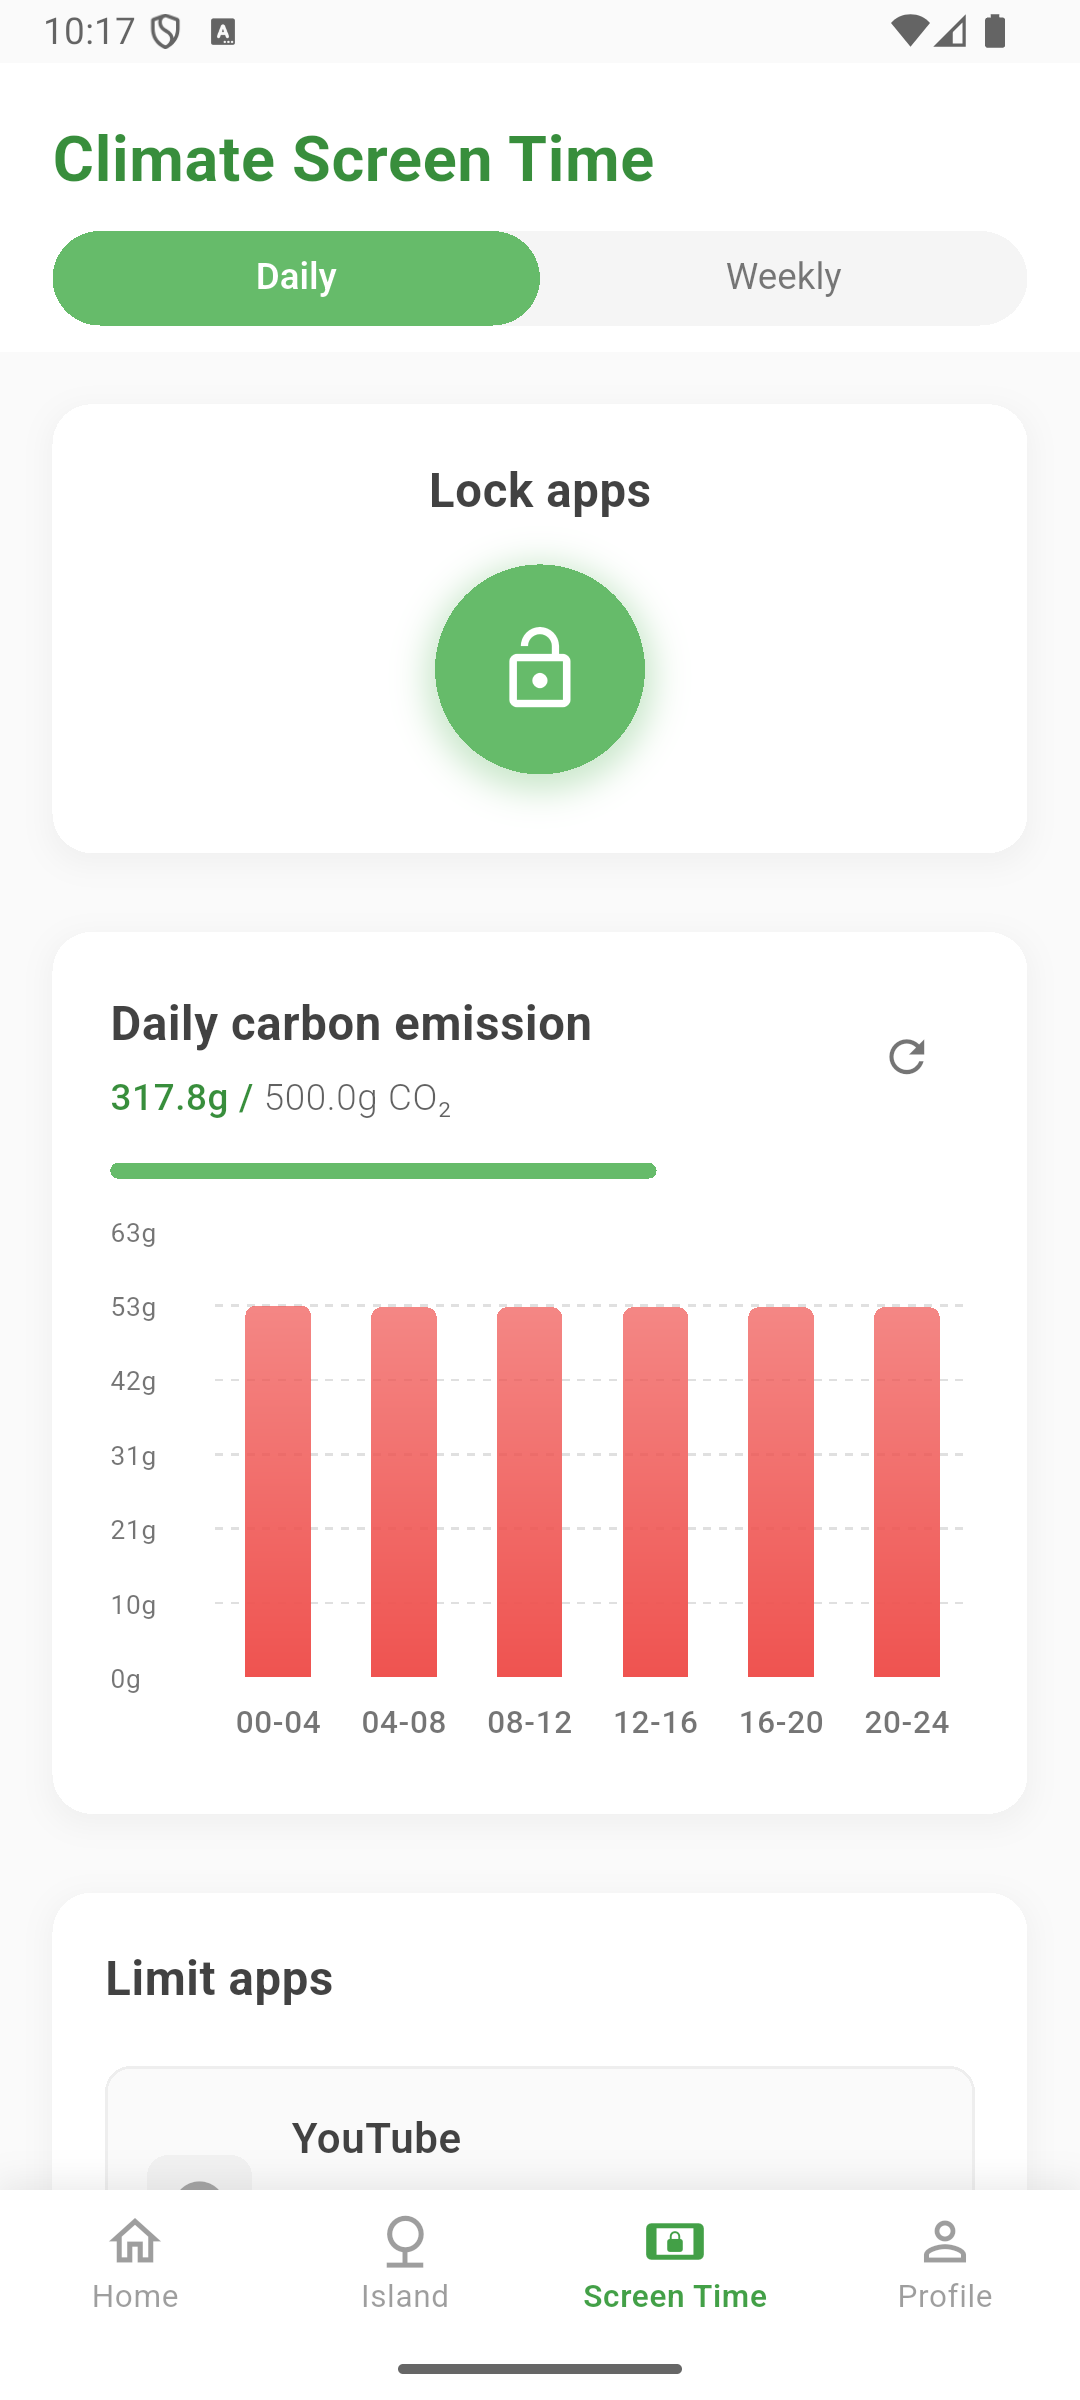 10:17
Climate Screen Time
Daily
Weekly
Lock apps
Daily carbon emission
317.8g / 500.0g CO₂
63g
53g
42g
31g
21g
10g
0g
00-04 04-08 08-12 12-16 16-20 20-24
Limit apps
YouTube
Home Island Screen Time Profile